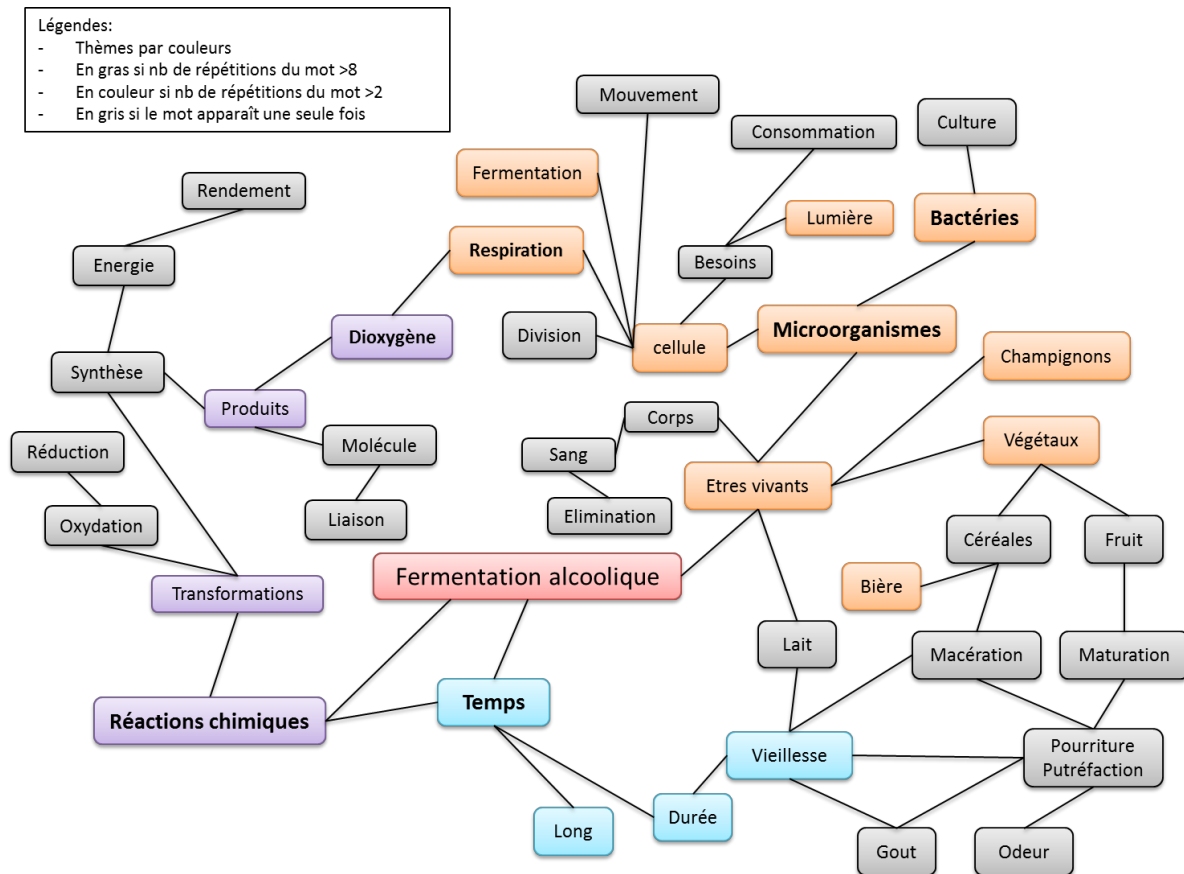 Légendes:
- Thèmes par couleurs
- En gras si nb de répétitions du mot >8
- En couleur si nb de répétitions du mot >2
- En gris si le mot apparaît une seule fois
Mouvement
Consommation
Culture
Fermentation
Rendement
Lumière
Bactéries
Respiration
Energie
Besoins
Division
Dioxygène
cellule
Microorganismes
Champignons
Synthèse
Produits
Corps
Molécule
Végétaux
Réduction
Sang
Etres vivants
Oxydation
Liaison
Elimination
Céréales
Fruit
Fermentation alcoolique
Bière
Transformations
Lait
Macération
Maturation
Temps
Réactions chimiques
Vieillesse
Pourriture
Putréfaction
Long
Durée
Gout
Odeur